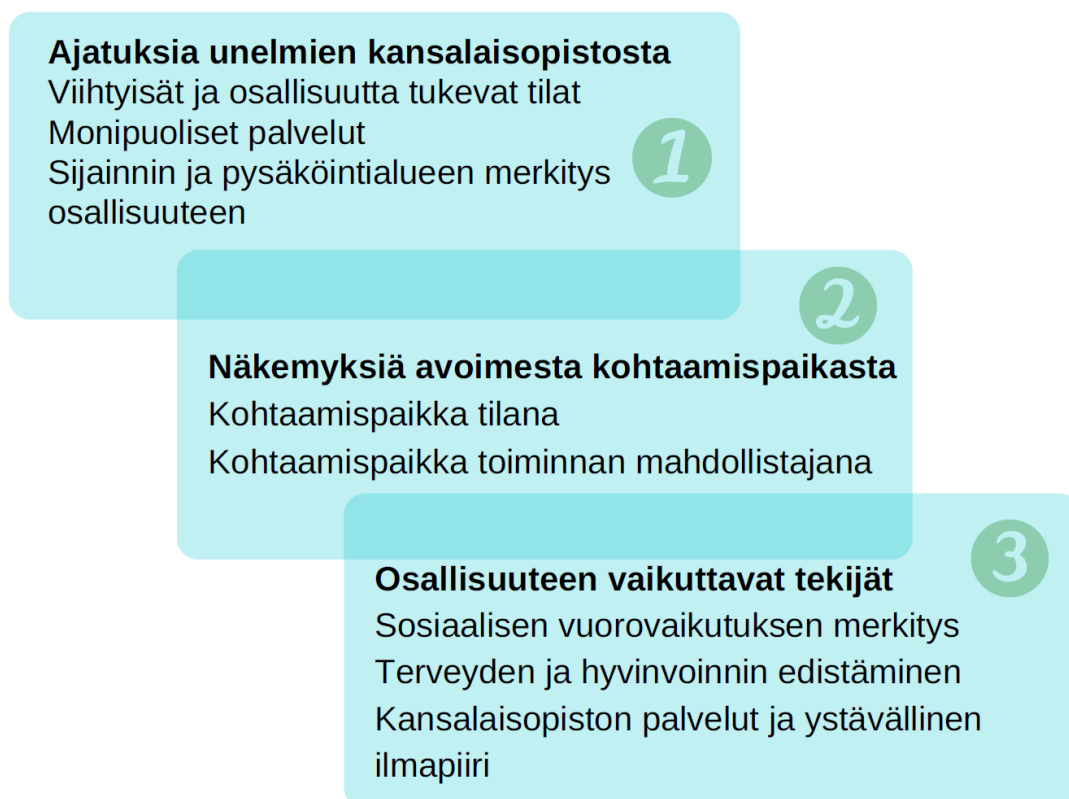 Ajatuksia unelmien kansalaisopistosta
Viihtyisät ja osallisuutta tukevat tilat
Monipuoliset palvelut
Sijainnin ja pysäköintialueen merkitys
osallisuuteen
1
2
Näkemyksiä avoimesta kohtaamispaikasta
Kohtaamispaikka tilana
Kohtaamispaikka toiminnan mahdollistajana
3
Osallisuuteen vaikuttavat tekijät
Sosiaalisen vuorovaikutuksen merkitys
Terveyden ja hyvinvoinnin edistäminen
Kansalaisopiston palvelut ja ystävällinen
ilmapiiri